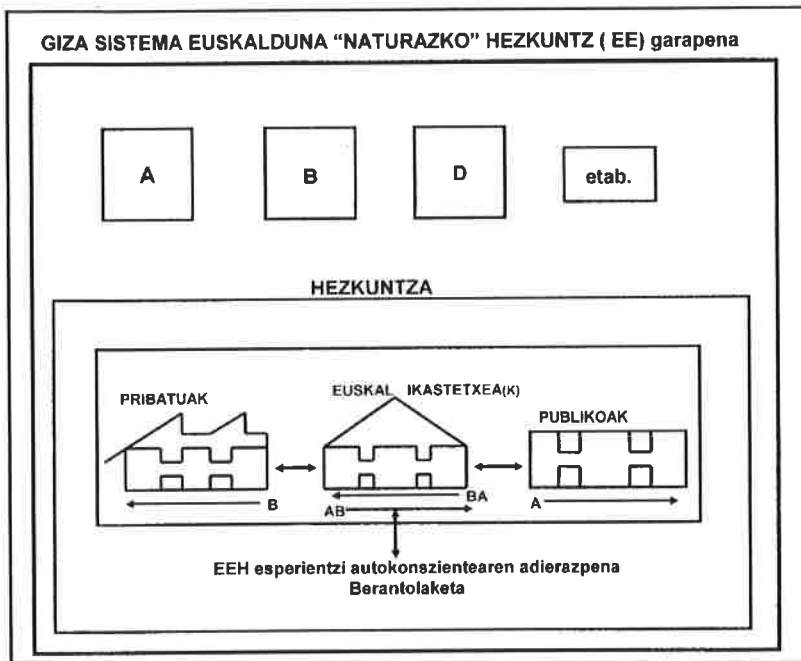 GIZA SISTEMA EUSKALDUNA “NATURAZKO” HEZKUNTZ ( EE) garapena
A
B
D
etab.
HEZKUNTZA
PRIBATUAK
EUSKAL IKASTETXEA(K)
PUBLIKOAK
B
BA
AB
A
EEH esperientzi autokonszientearen adierazpena
Berantolaketa